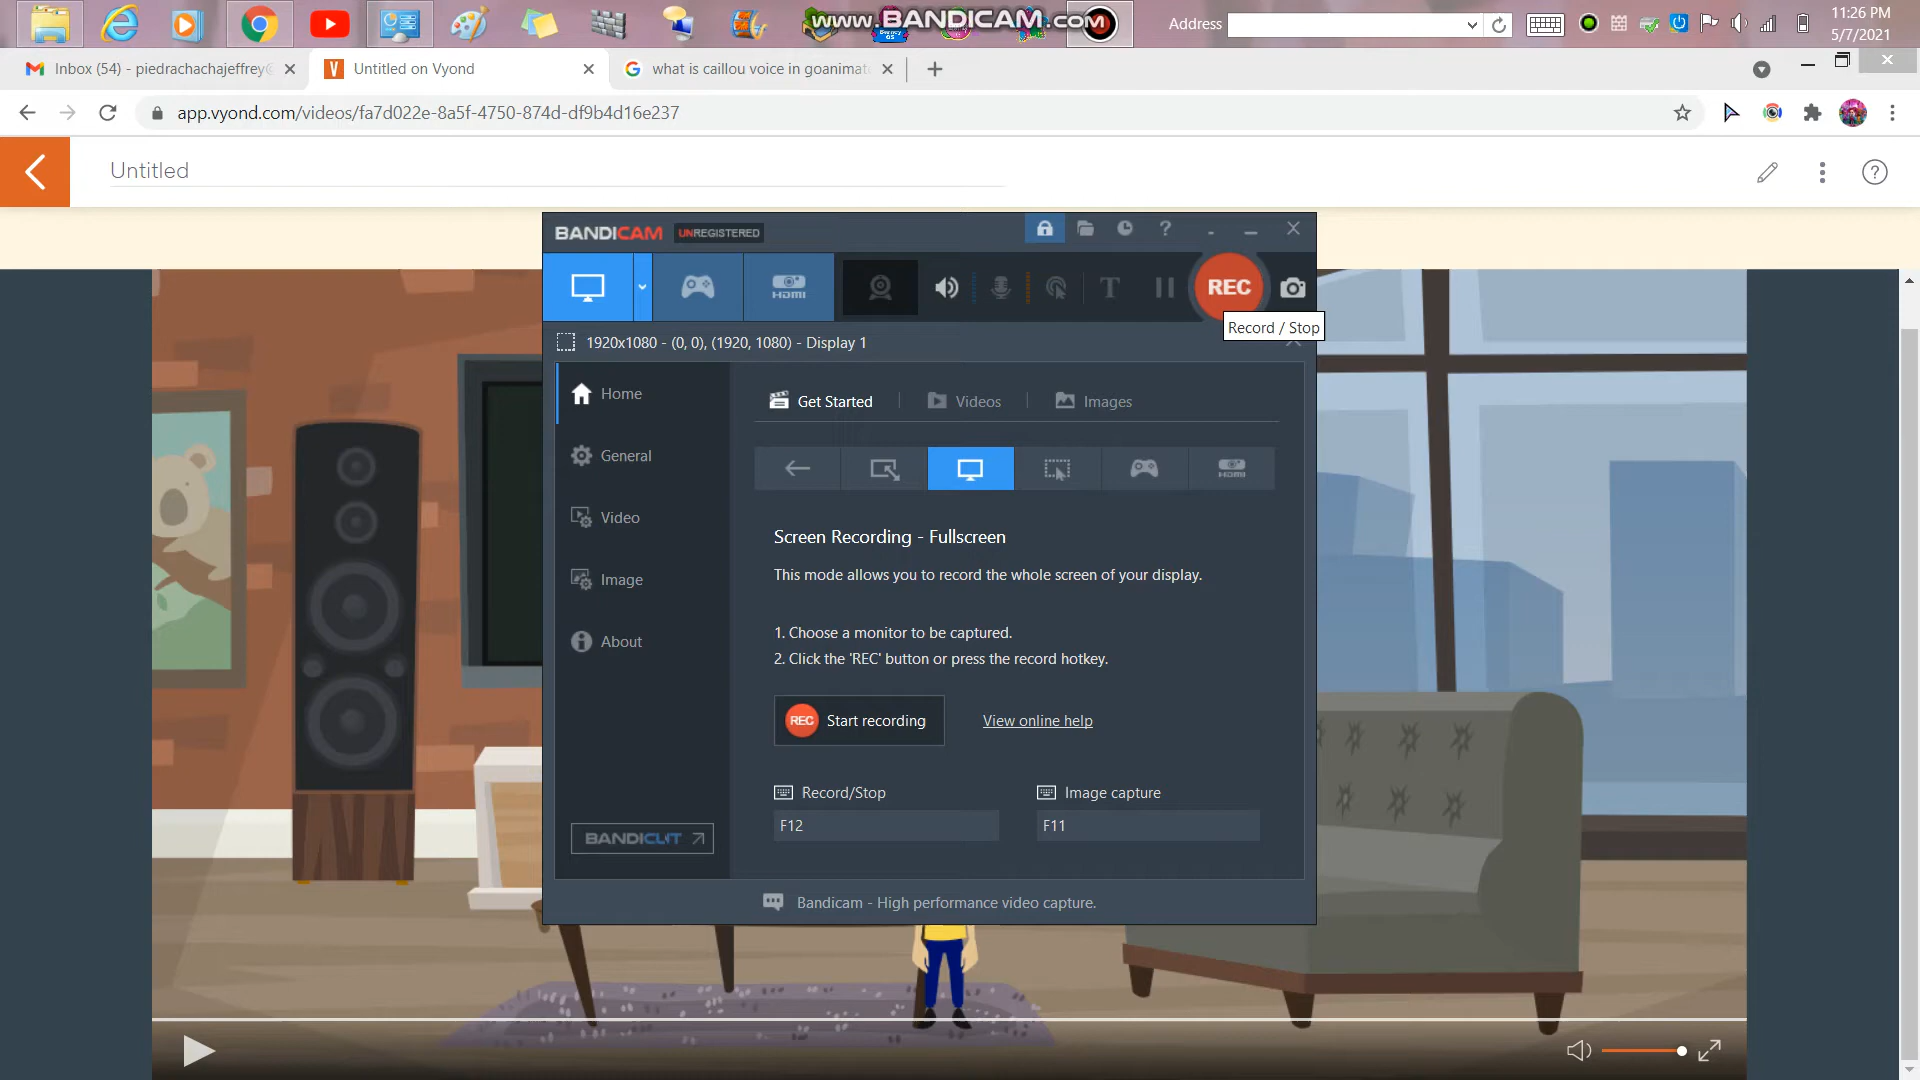 www.BANDICAM.com
Address
11:26 PM
5/7/2021
Inbox (54) - piedrachachajeffrey@
Untitled on Vyond
what is caillou voice in goanimat
app.vyond.com/videos/fa7d022e-8a5f-4750-874d-df9b4d16e237
Untitled
BANDICAM UNREGISTERED
HDMI
T
REC
Record / Stop
1920x1080 - (0, 0), (1920, 1080) - Display 1
Home
Get Started
Videos
Images
General
HDMI
Video
Screen Recording - Fullscreen
This mode allows you to record the whole screen of your display.
Image
1. Choose a monitor to be captured.
About
2. Click the 'REC' button or press the record hotkey.
REC Start recording
View online help
Record/Stop
Image capture
F12
F11
BANDICUT
Bandicam - High performance video capture.